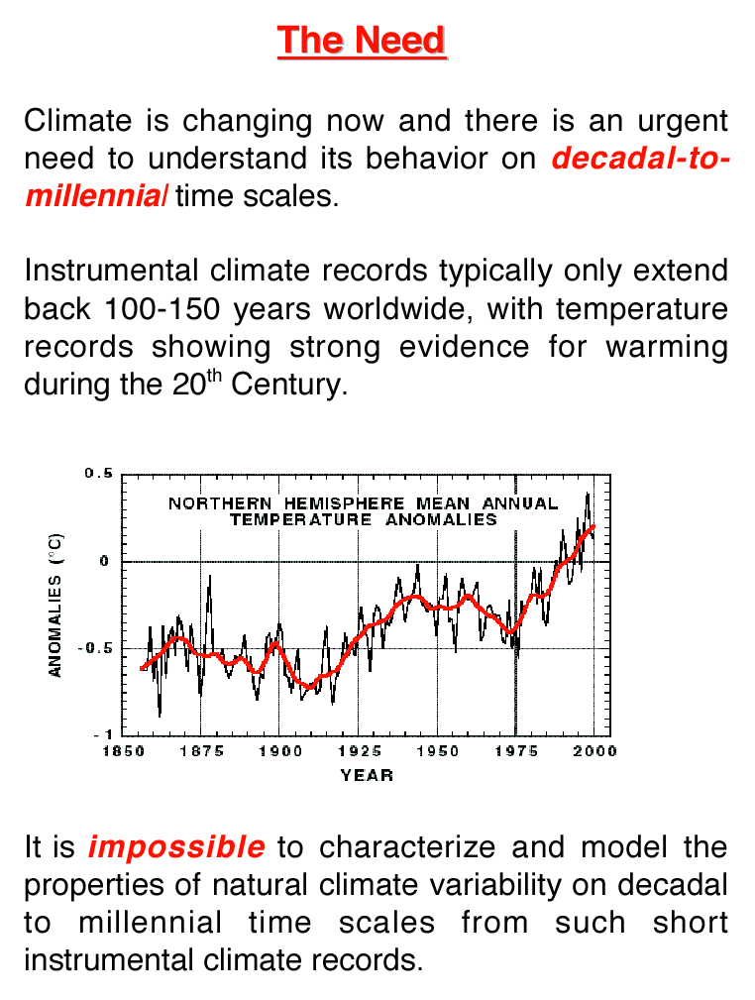 The Need
Climate is changing now and there is an urgent
need to understand its behavior on decadal-to-
millennial time scales.
Instrumental climate records typically only extend
back 100-150 years worldwide, with temperature
records showing strong evidence for warming
during the 20th Century.
NORTHERN HEMISPHERE MEAN ANNUAL
TEMPERATURE ANOMALIES
ANOMALIES (°C)
0.5
0
-0.5
-1
1850 1875 1900 1925 1950 1975 2000
YEAR
It is impossible to characterize and model the
properties of natural climate variability on decadal
to millennial time scales from such short
instrumental climate records.